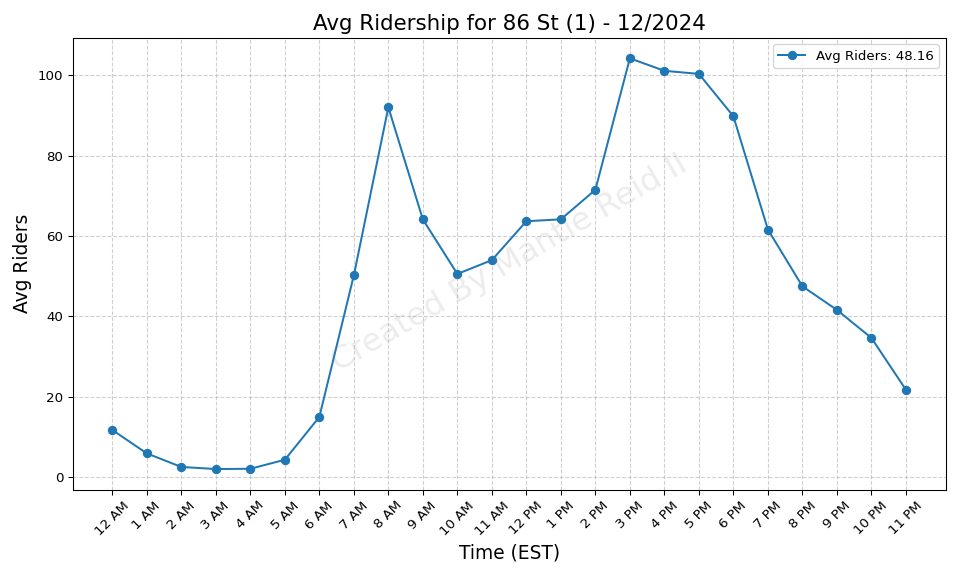 Avg Ridership for 86 St (1) - 12/2024
Avg Riders: 48.16
100
80
60
40
20
0
Avg Riders
Created By Mantie Reid II
12 AM
1 AM
2 AM
3 AM
4 AM
5 AM
6 AM
7 AM
8 AM
9 AM
10 AM
11 AM
12 PM
1 PM
2 PM
3 PM
4 PM
5 PM
6 PM
7 PM
8 PM
9 PM
10 PM
11 PM
Time (EST)